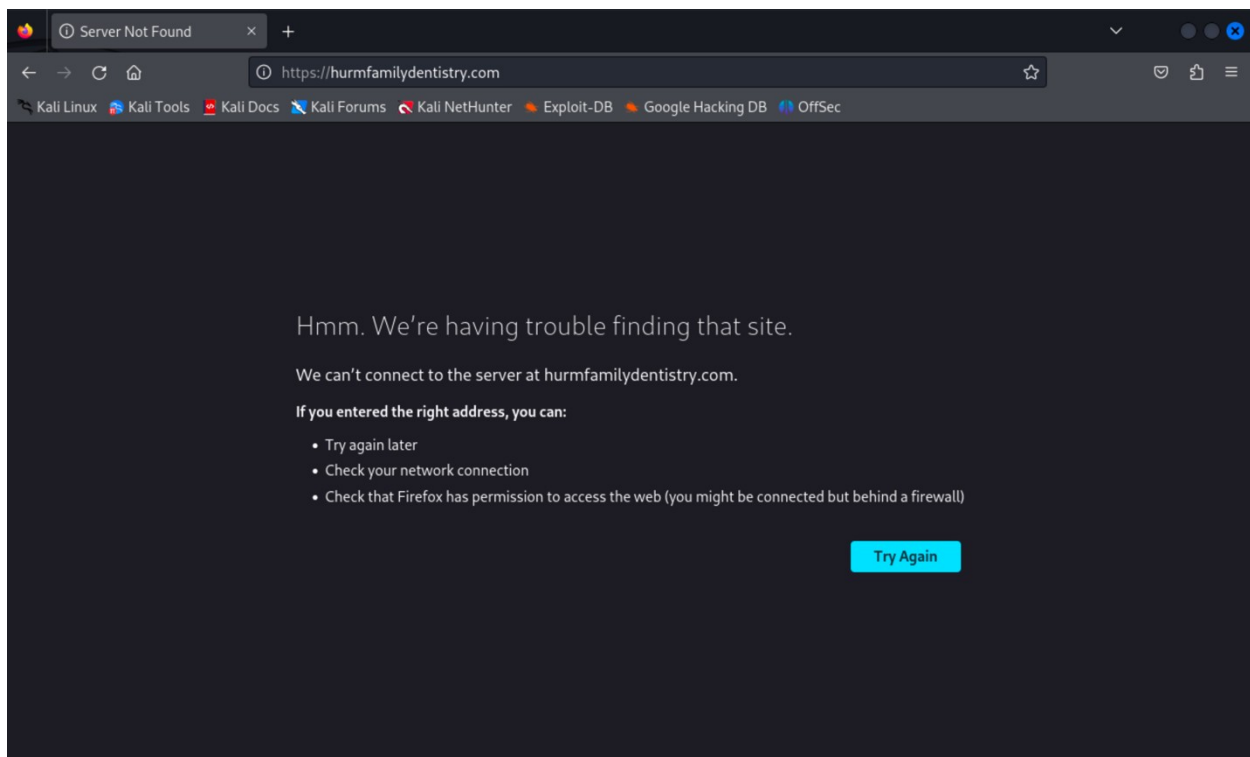 Server Not Found
https://hurmfamilydentistry.com
Kali Linux Kali Tools Kali Docs Kali Forums Kali NetHunter Exploit-DB Google Hacking DB OffSec
Hmm. We're having trouble finding that site.
We can't connect to the server at hurmfamilydentistry.com.
If you entered the right address, you can:
• Try again later
• Check your network connection
• Check that Firefox has permission to access the web (you might be connected but behind a firewall)
Try Again